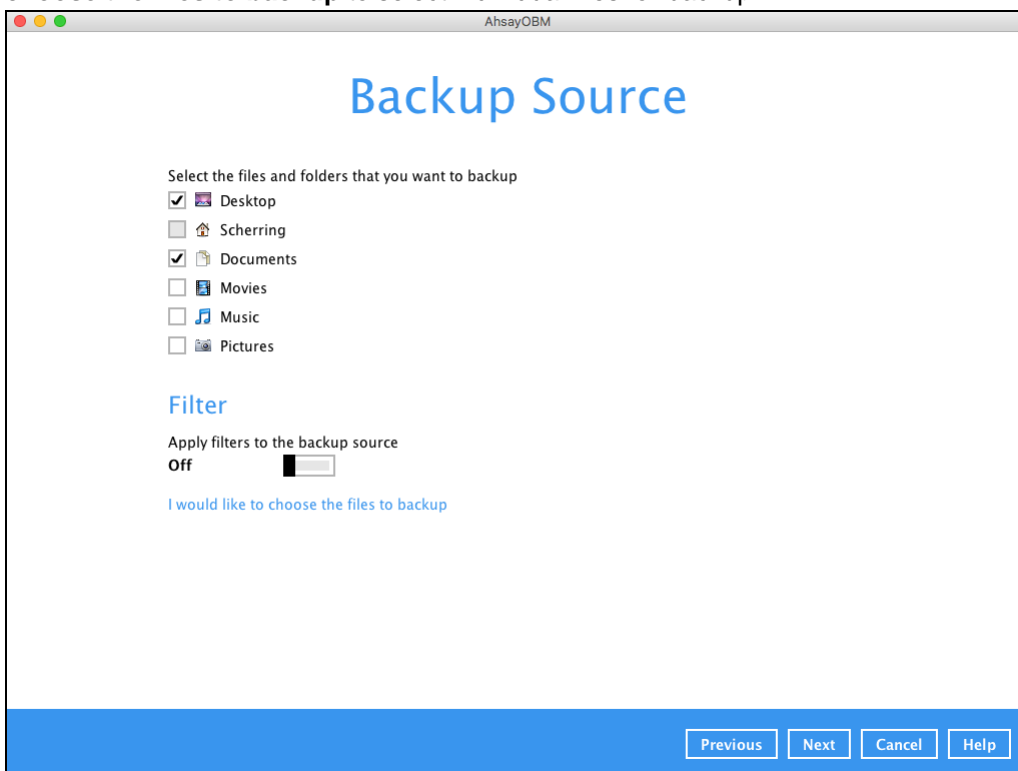 AhsayOBM
Backup Source
Select the files and folders that you want to backup
Desktop
Scherring
Documents
Movies
Music
Pictures
Filter
Apply filters to the backup source
Off
I would like to choose the files to backup
Previous Next Cancel Help